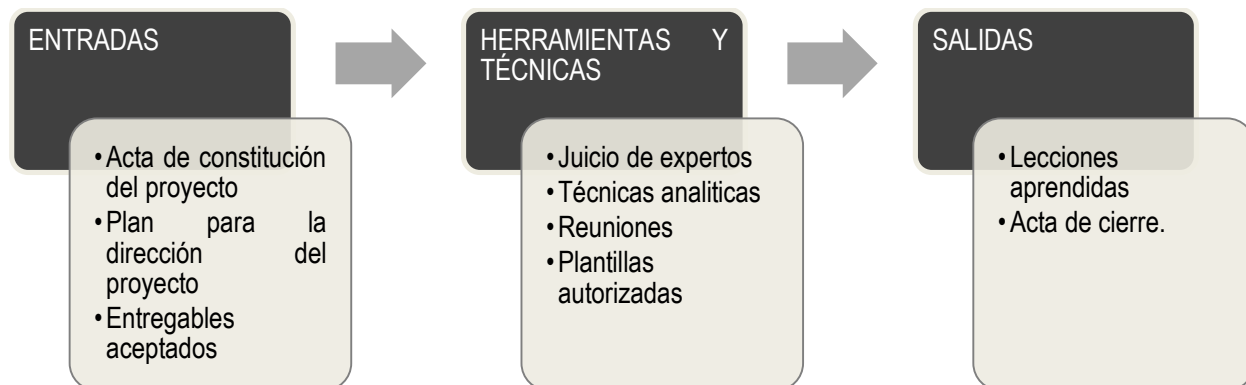 ENTRADAS
•Acta de constitución
del proyecto
•Plan para la
dirección del
proyecto
•Entregables
aceptados
HERRAMIENTAS Y
TÉCNICAS
•Juicio de expertos
•Técnicas analiticas
•Reuniones
•Plantillas
autorizadas
SALIDAS
•Lecciones
aprendidas
•Acta de cierre.